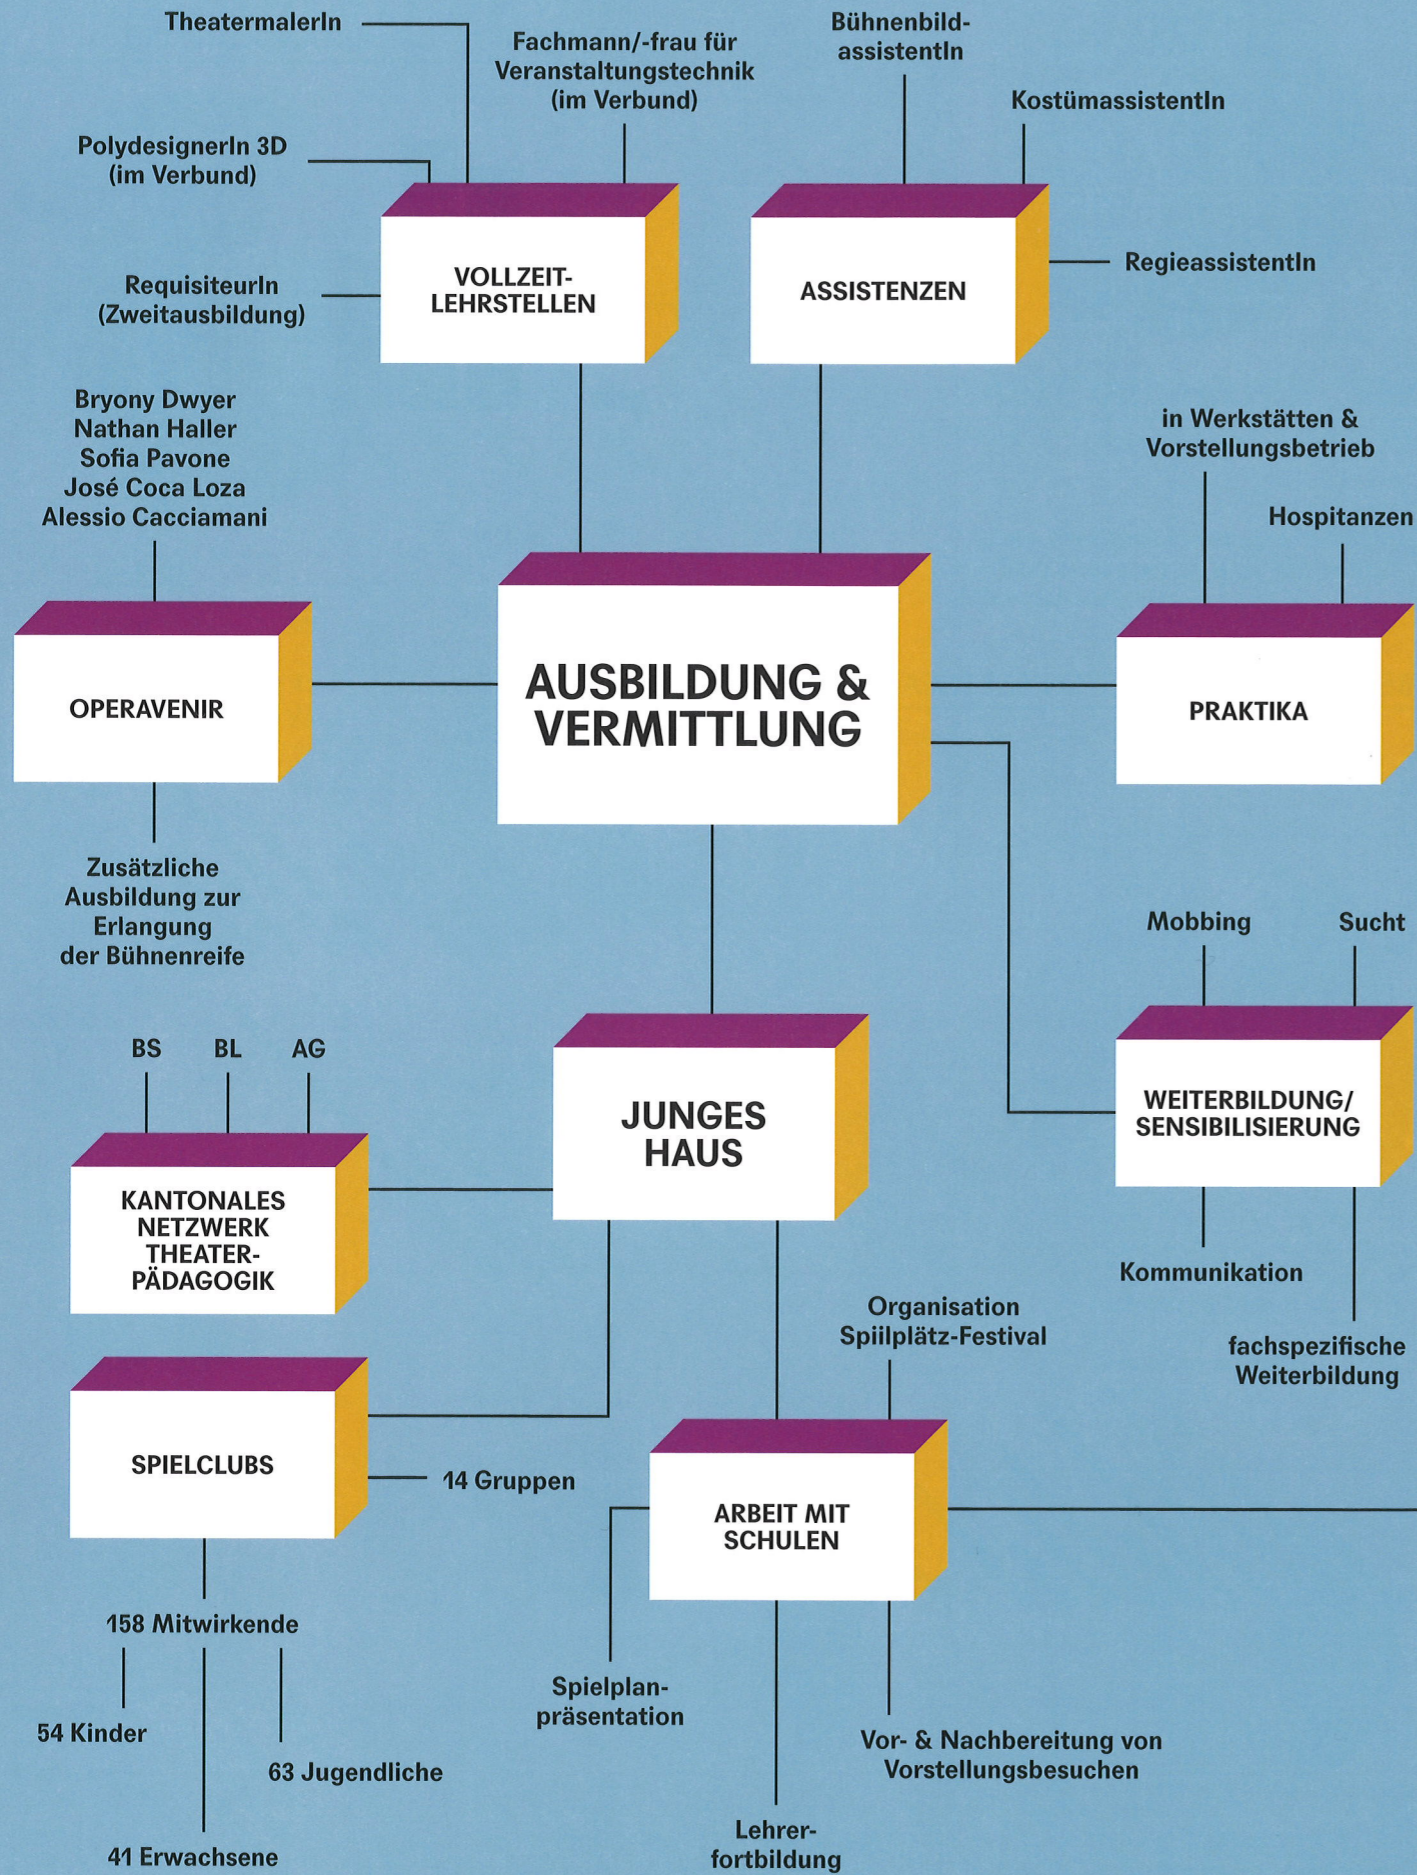 TheatermalerIn
Fachmann/-frau für
Veranstaltungstechnik
(im Verbund)
Bühnenbild-
assistentIn
KostümassistentIn
PolydesignerIn 3D
(im Verbund)
RequisiteurIn
(Zweitausbildung)
VOLLZEIT-
LEHRSTELLEN
ASSISTENZEN
RegieassistentIn
Bryony Dwyer
Nathan Haller
Sofia Pavone
José Coca Loza
Alessio Cacciamani
in Werkstätten &
Vorstellungsbetrieb
Hospitanzen
OPERAVENIR
AUSBILDUNG &
VERMITTLUNG
PRAKTIKA
Zusätzliche
Ausbildung zur
Erlangung
der Bühnenreife
Mobbing
Sucht
BS
BL
AG
JUNGES
HAUS
WEITERBILDUNG/
SENSIBILISIERUNG
KANTONALES
NETZWERK
THEATER-
PÄDAGOGIK
Kommunikation
fachspezifische
Weiterbildung
Organisation
Spiilplätz-Festival
SPIELCLUBS
14 Gruppen
ARBEIT MIT
SCHULEN
158 Mitwirkende
54 Kinder
63 Jugendliche
41 Erwachsene
Spielplan-
präsentation
Vor- & Nachbereitung von
Vorstellungsbesuchen
Lehrer-
fortbildung